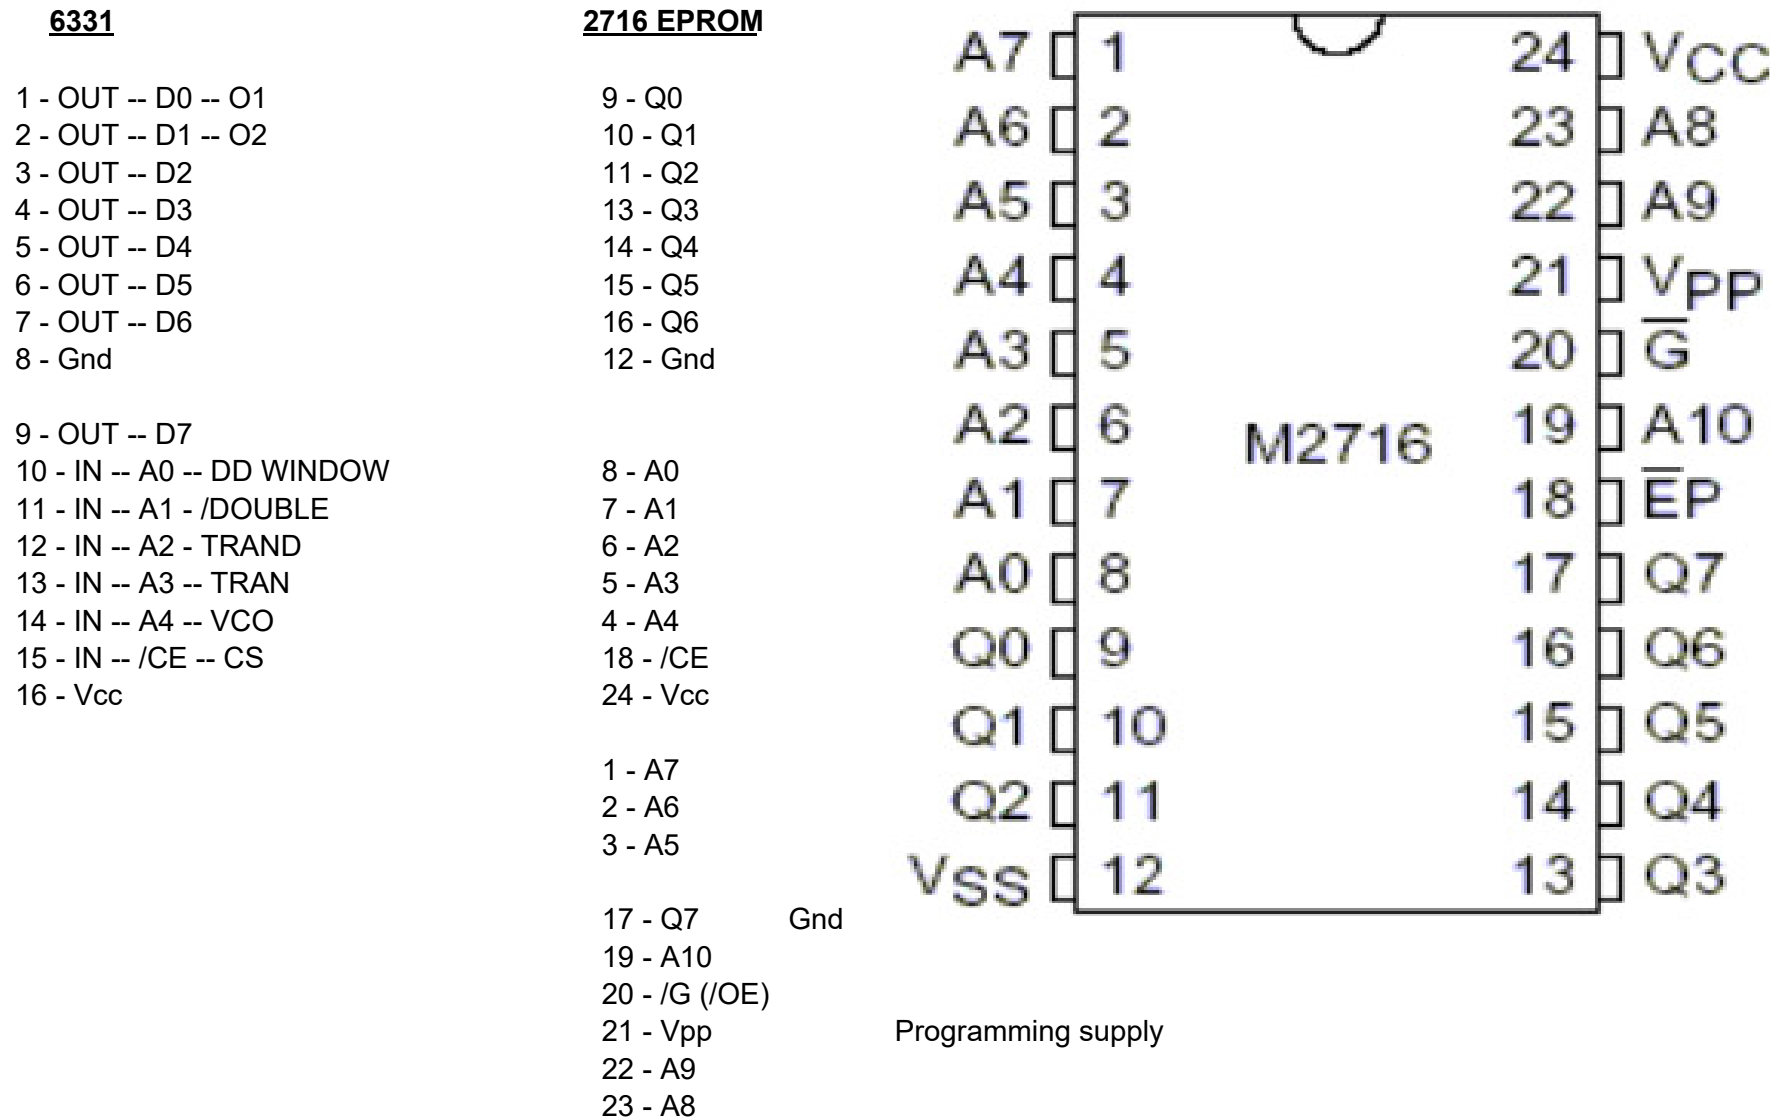 6331
1 - OUT -- D0 -- O1
2 - OUT -- D1 -- O2
3 - OUT -- D2
4 - OUT -- D3
5 - OUT -- D4
6 - OUT -- D5
7 - OUT -- D6
8 - Gnd
9 - OUT -- D7
10 - IN -- A0 -- DD WINDOW
11 - IN -- A1 - /DOUBLE
12 - IN -- A2 - TRAND
13 - IN -- A3 -- TRAN
14 - IN -- A4 -- VCO
15 - IN -- /CE -- CS
16 - Vcc
2716 EPROM
9 - Q0
10 - Q1
11 - Q2
13 - Q3
14 - Q4
15 - Q5
16 - Q6
12 - Gnd
8 - A0
7 - A1
6 - A2
5 - A3
4 - A4
18 - /CE
24 - Vcc
1 - A7
2 - A6
3 - A5
17 - Q7 Gnd
19 - A10
20 - /G (/OE)
21 - Vpp Programming supply
22 - A9
23 - A8
A7 1 24 VCC
A6 2 23 A8
A5 3 22 A9
A4 4 21 VPP
A3 5 20 G̅
A2 6 19 A10
M2716
A1 7 18 E̅P
A0 8 17 Q7
Q0 9 16 Q6
Q1 10 15 Q5
Q2 11 14 Q4
VSS 12 13 Q3